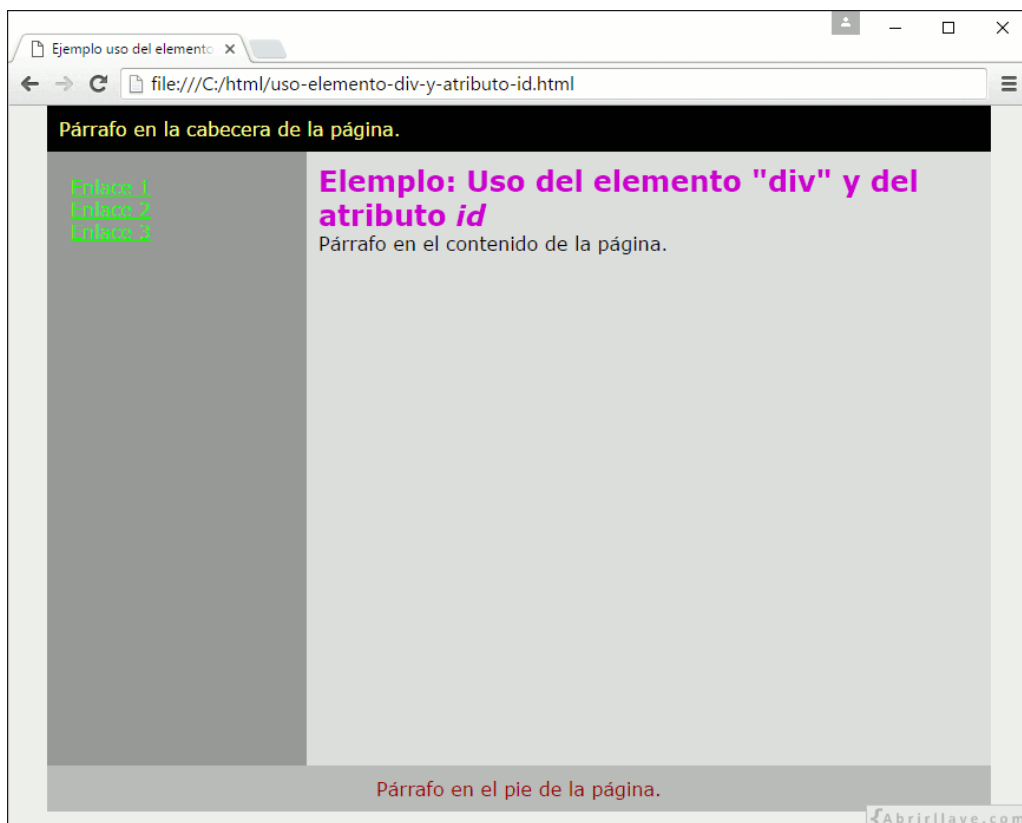 Ejemplo uso del elemento
file:///C:/html/uso-elemento-div-y-atributo-id.html
Párrafo en la cabecera de la página.
Enlace 1
Enlace 2
Enlace 3
Elemplo: Uso del elemento "div" y del
atributo id
Párrafo en el contenido de la página.
Párrafo en el pie de la página.
{Abrirllave.com